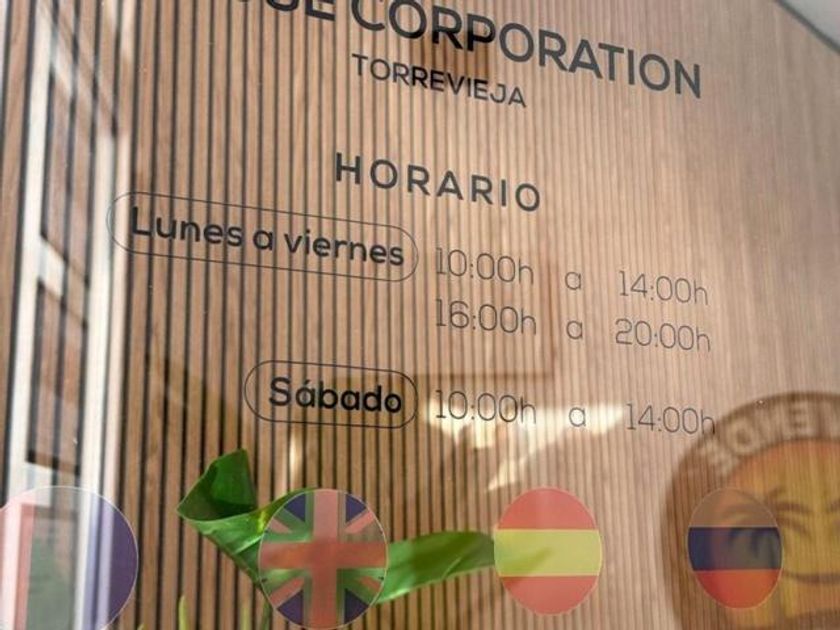 CORPORATION
TORREVIEJA
HORARIO
Lunes a viernes 10:00h a 14:00h
16:00h a 20:00h
Sábado 10:00h a 14:00h